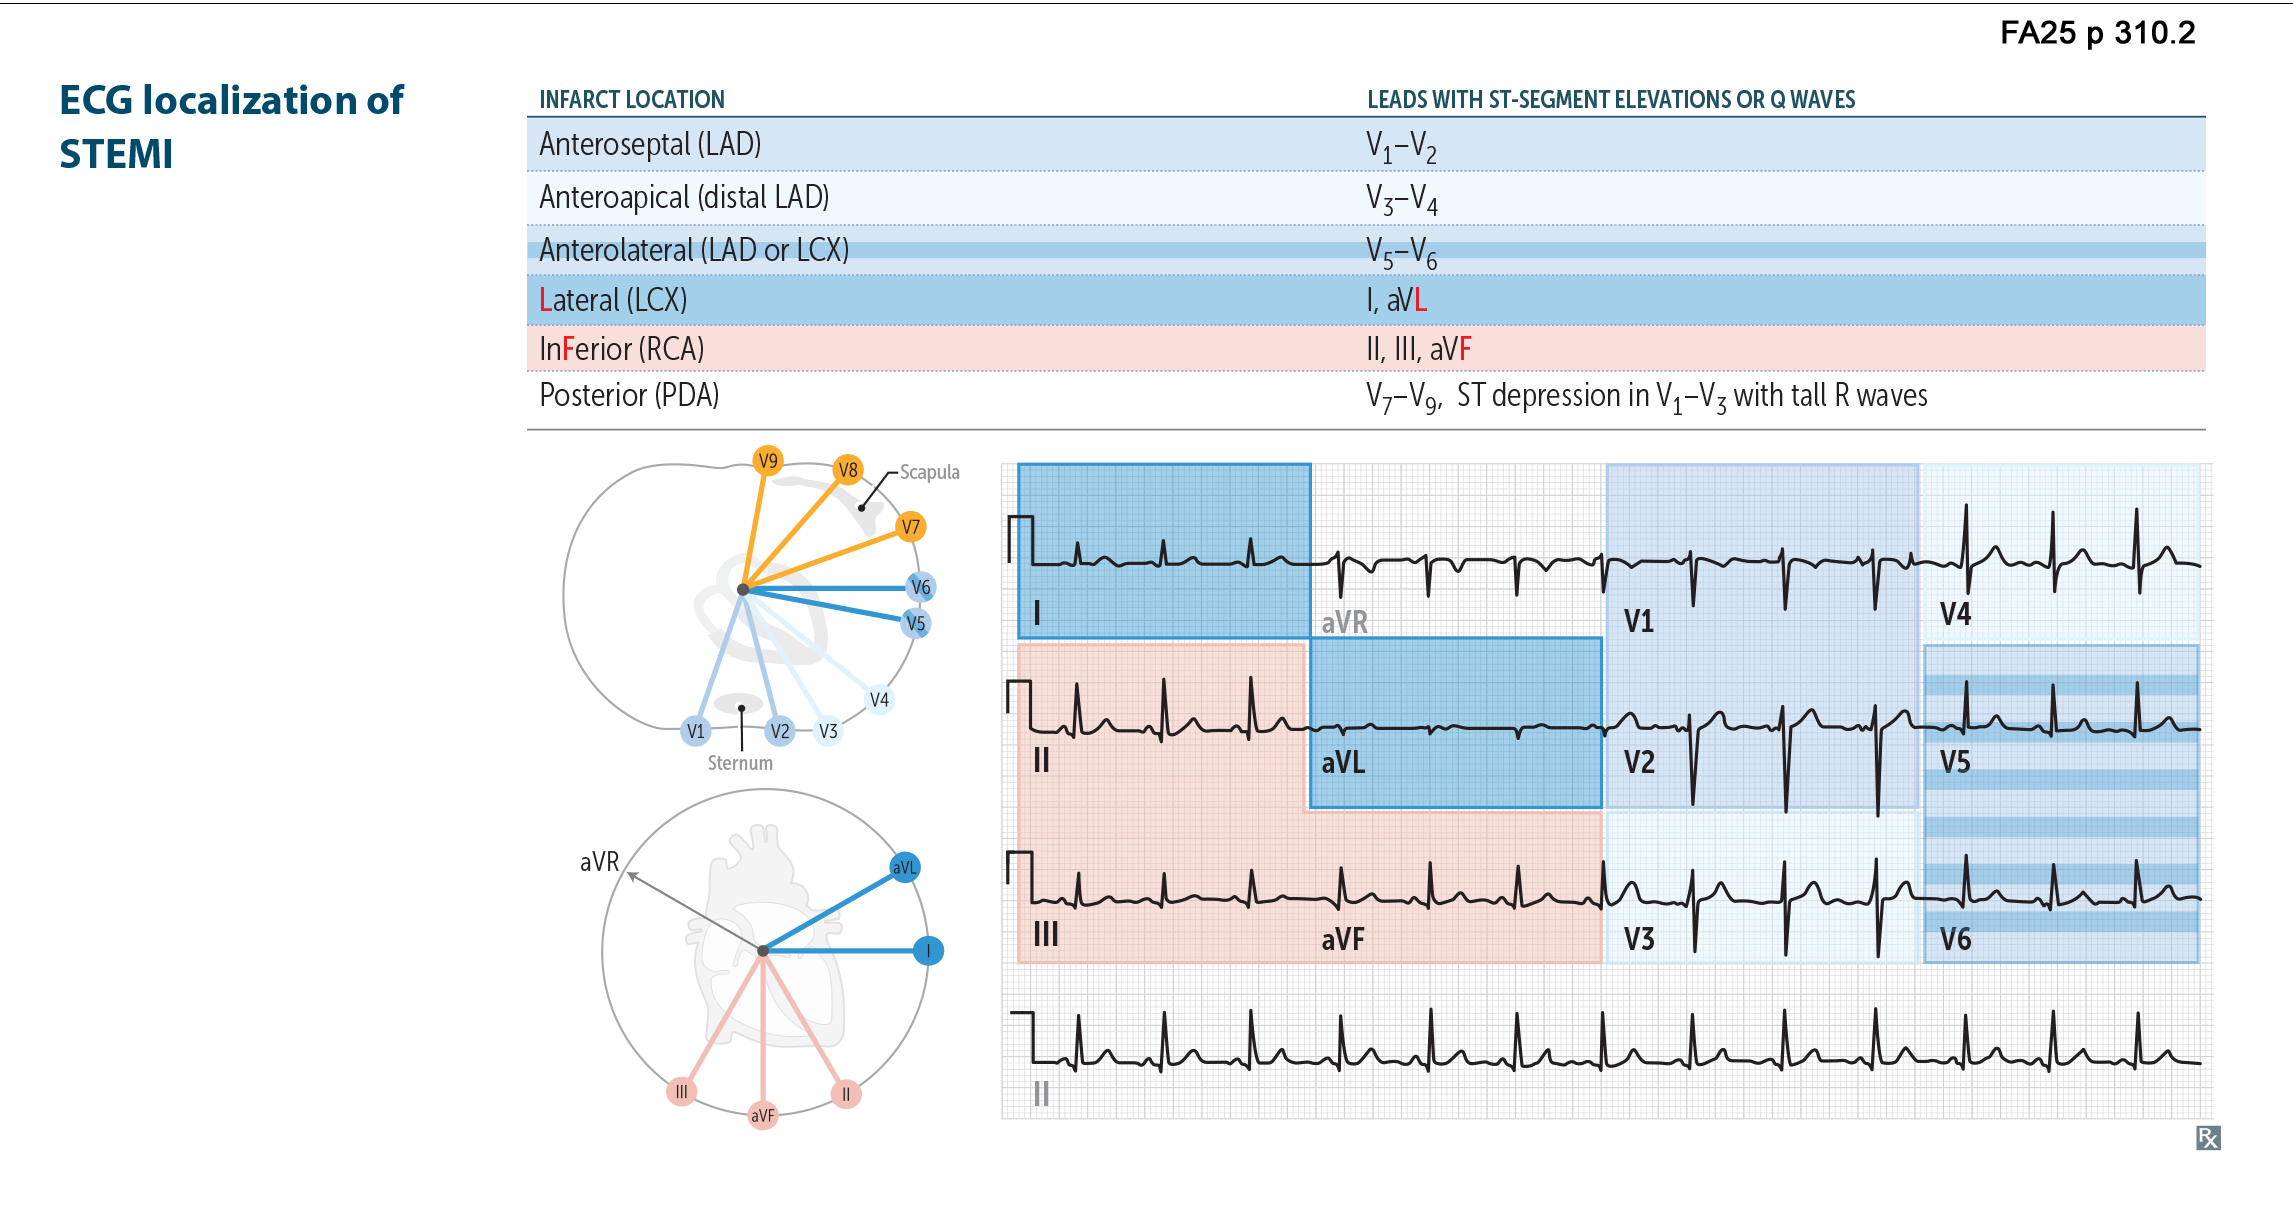 FA25 p 310.2
ECG localization of
STEMI
INFARCT LOCATION LEADS WITH ST-SEGMENT ELEVATIONS OR Q WAVES
Anteroseptal (LAD) V1–V2
Anteroapical (distal LAD) V3–V4
Anterolateral (LAD or LCX) V5–V6
Lateral (LCX) I, aVL
InFerior (RCA) II, III, aVF
Posterior (PDA) V7–V9, ST depression in V1–V3 with tall R waves
V9
V8
Scapula
V7
V6
V5
V4
V1 V2 V3
Sternum
aVR
aVL
I
III
aVF
II
I aVR V1 V4
II aVL V2 V5
III aVF V3 V6
II
Rx